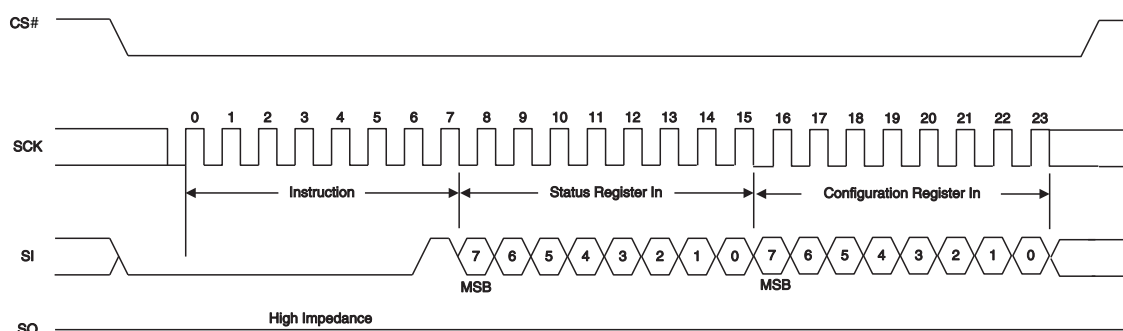 CS#
0 1 2 3 4 5 6 7 8 9 10 11 12 13 14 15 16 17 18 19 20 21 22 23
SCK
Instruction Status Register In Configuration Register In
SI 7 6 5 4 3 2 1 0 7 6 5 4 3 2 1 0
MSB MSB
High Impedance
SO